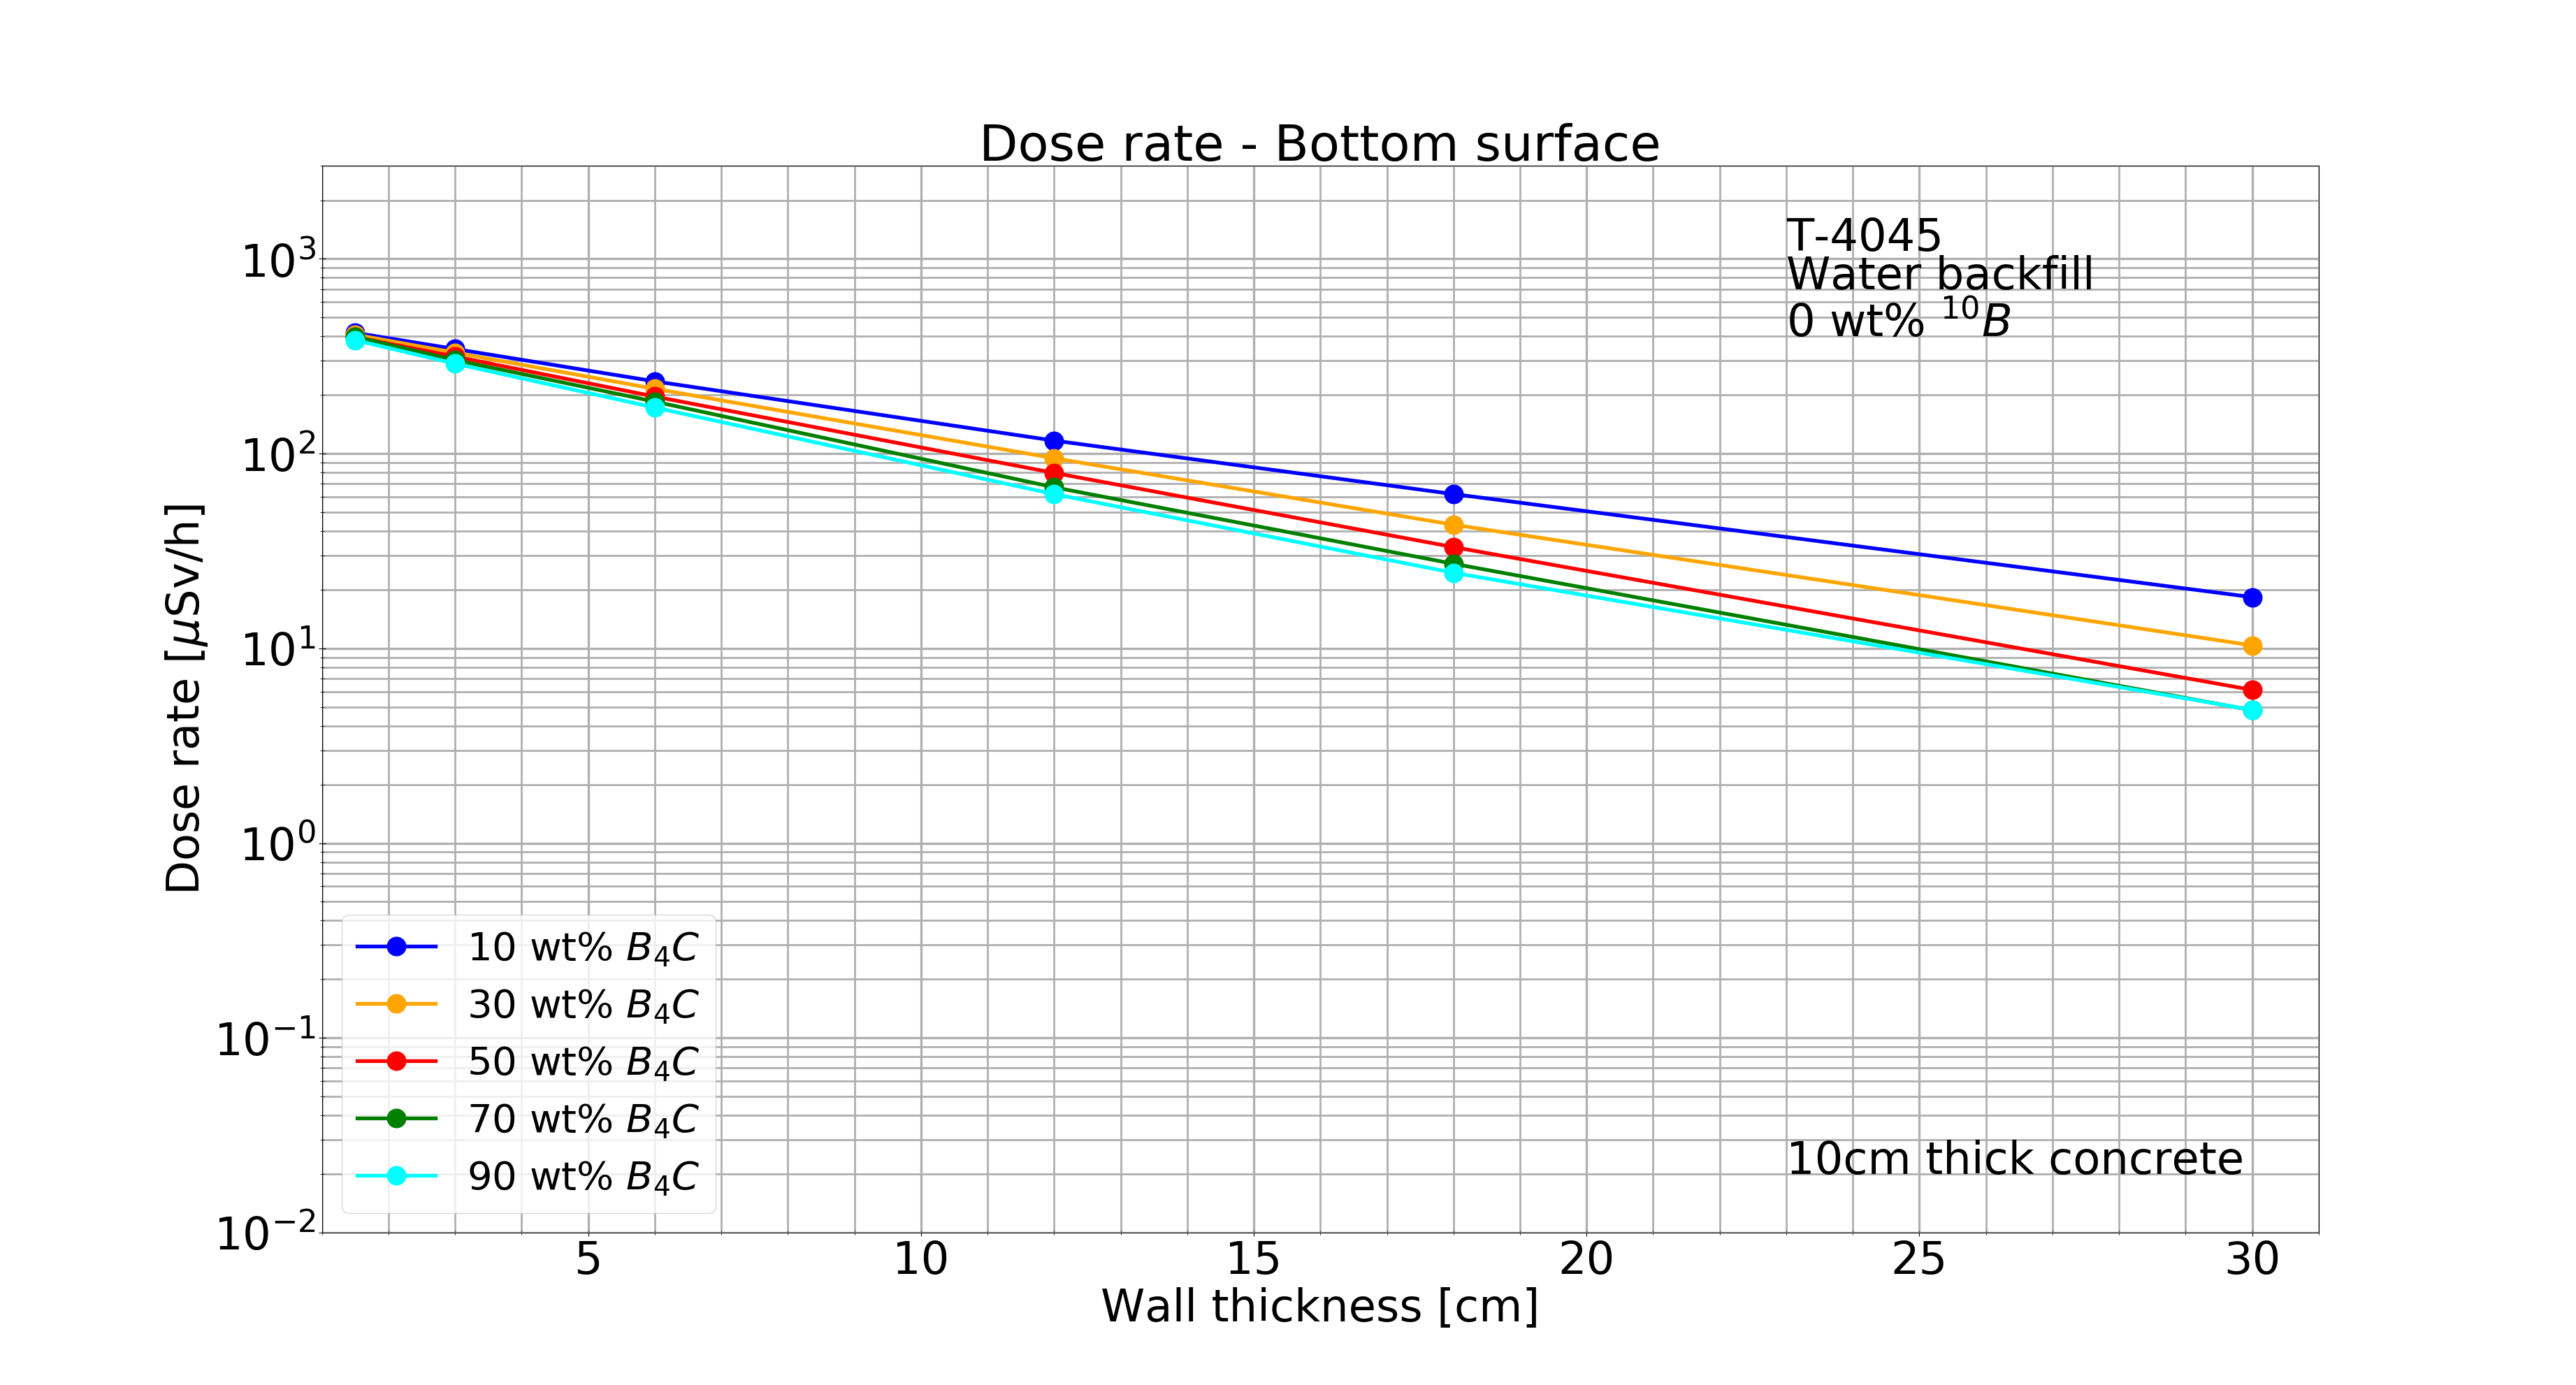 Dose rate - Bottom surface
T-4045
Water backfill
0 wt% ¹⁰B
10³
10²
10¹
10⁰
10⁻¹
10⁻²
Dose rate [μSv/h]
10 wt% B₄C
30 wt% B₄C
50 wt% B₄C
70 wt% B₄C
90 wt% B₄C
10cm thick concrete
5 10 15 20 25 30
Wall thickness [cm]